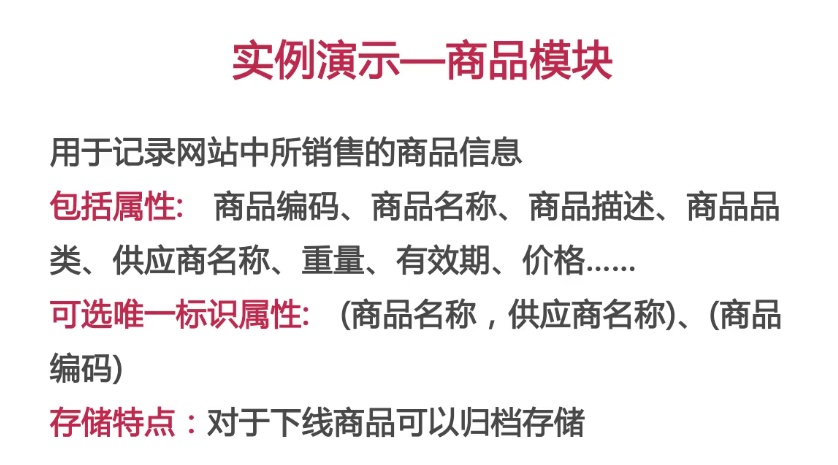 实例演示—商品模块
用于记录网站中所销售的商品信息
包括属性: 商品编码、商品名称、商品描述、商品品
类、供应商名称、重量、有效期、价格……
可选唯一标识属性: (商品名称，供应商名称)、(商品
编码)
存储特点：对于下线商品可以归档存储